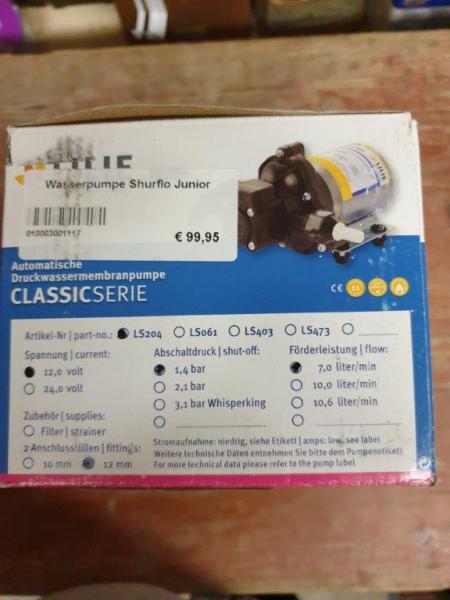 LILIE
Wasserpumpe Shurflo Junior
010003001117
€ 99,95
Automatische
Druckwassermembranpumpe
CLASSICSERIE
CE
Artikel-Nr | part-no.: LS204 LS061 LS403 LS473
Spannung | current:
12,0 volt
24,0 volt
Abschaltdruck | shut-off:
1,4 bar
2,1 bar
3,1 bar Whisperking
Förderleistung | flow:
7,0 liter/min
10,0 liter/min
10,6 liter/min
Zubehör | supplies:
Filter | strainer
2 Anschlusstüllen | fittings:
10 mm 12 mm
Stromaufnahme: niedrig, siehe Etikett | amps: low, see label
Weitere technische Daten entnehmen Sie bitte dem Pumpenetikett
For more technical data please refer to the pump label